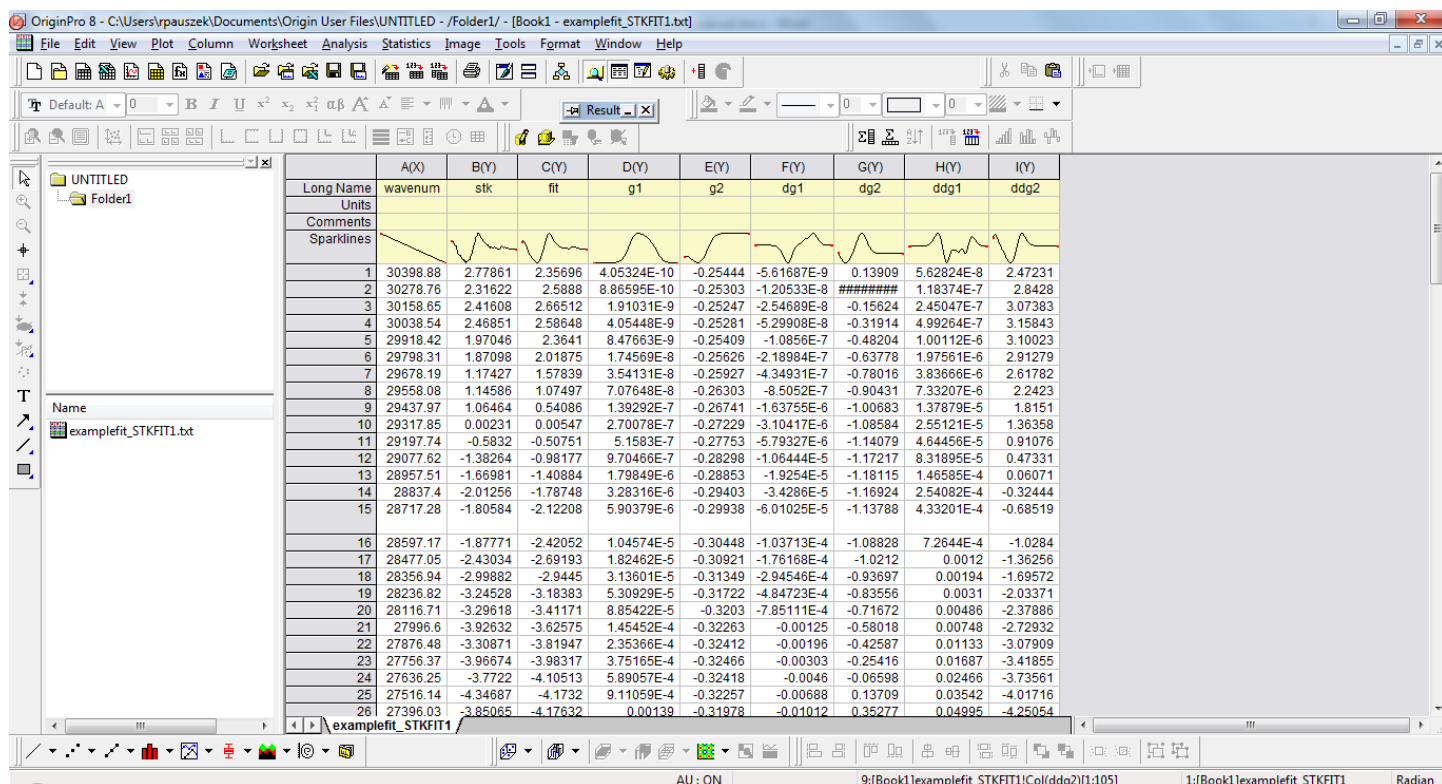 OriginPro 8 - C:\Users\rpauszek\Documents\Origin User Files\UNTITLED - /Folder1/ - [Book1 - examplefit_STKFIT1.txt]
File Edit View Plot Column Worksheet Analysis Statistics Image Tools Format Window Help
Default: A 0 B I U x² x₂ αβ A A 0 0
Result
UNTITLED
Folder1
Name
examplefit_STKFIT1.txt
A(X) B(Y) C(Y) D(Y) E(Y) F(Y) G(Y) H(Y) I(Y)
Long Name wavenum stk fit g1 g2 dg1 dg2 ddg1 ddg2
Units
Comments
Sparklines
1 30398.88 2.77861 2.35696 4.05324E-10 -0.25444 -5.61687E-9 0.13909 5.62824E-8 2.47231
2 30278.76 2.31622 2.5888 8.86595E-10 -0.25303 -1.20533E-8 ######## 1.18374E-7 2.8428
3 30158.65 2.41608 2.66512 1.91031E-9 -0.25247 -2.54689E-8 -0.15624 2.45047E-7 3.07383
4 30038.54 2.46851 2.58648 4.05448E-9 -0.25281 -5.29908E-8 -0.31914 4.99264E-7 3.15843
5 29918.42 1.97046 2.3641 8.47663E-9 -0.25409 -1.0856E-7 -0.48204 1.00112E-6 3.10023
6 29798.31 1.87098 2.01875 1.74569E-8 -0.25626 -2.18984E-7 -0.63778 1.97561E-6 2.91279
7 29678.19 1.17427 1.57839 3.54131E-8 -0.25927 -4.34931E-7 -0.78016 3.83666E-6 2.61782
8 29558.08 1.14586 1.07497 7.07648E-8 -0.26303 -8.5052E-7 -0.90431 7.33207E-6 2.2423
9 29437.97 1.06464 0.54086 1.39292E-7 -0.26741 -1.63755E-6 -1.00683 1.37879E-5 1.8151
10 29317.85 0.00231 0.00547 2.70078E-7 -0.27229 -3.10417E-6 -1.08584 2.55121E-5 1.36358
11 29197.74 -0.5832 -0.50751 5.1583E-7 -0.27753 -5.79327E-6 -1.14079 4.64456E-5 0.91076
12 29077.62 -1.38264 -0.98177 9.70466E-7 -0.28298 -1.06444E-5 -1.17217 8.31895E-5 0.47331
13 28957.51 -1.66981 -1.40884 1.79849E-6 -0.28853 -1.9254E-5 -1.18115 1.46585E-4 0.06071
14 28837.4 -2.01256 -1.78748 3.28316E-6 -0.29403 -3.4286E-5 -1.16924 2.54082E-4 -0.32444
15 28717.28 -1.80584 -2.12208 5.90379E-6 -0.29938 -6.01025E-5 -1.13788 4.33201E-4 -0.68519
16 28597.17 -1.87771 -2.42052 1.04574E-5 -0.30448 -1.03713E-4 -1.08828 7.2644E-4 -1.0284
17 28477.05 -2.43034 -2.69193 1.82462E-5 -0.30921 -1.76168E-4 -1.0212 0.0012 -1.36256
18 28356.94 -2.99882 -2.9445 3.13601E-5 -0.31349 -2.94546E-4 -0.93697 0.00194 -1.69572
19 28236.82 -3.24528 -3.18383 5.30929E-5 -0.31722 -4.84723E-4 -0.83556 0.0031 -2.03371
20 28116.71 -3.29618 -3.41171 8.85422E-5 -0.3203 -7.85111E-4 -0.71672 0.00486 -2.37886
21 27996.6 -3.92632 -3.62575 1.45452E-4 -0.32263 -0.00125 -0.58018 0.00748 -2.72932
22 27876.48 -3.30871 -3.81947 2.35366E-4 -0.32412 -0.00196 -0.42587 0.01133 -3.07909
23 27756.37 -3.96674 -3.98317 3.75165E-4 -0.32466 -0.00303 -0.25416 0.01687 -3.41855
24 27636.25 -3.7722 -4.10513 5.89057E-4 -0.32418 -0.0046 -0.06598 0.02466 -3.73561
25 27516.14 -4.34687 -4.1732 9.11059E-4 -0.32257 -0.00688 0.13709 0.03542 -4.01716
26 27396.03 -3.85065 -4.17632 0.00139 -0.31978 -0.01012 0.35277 0.04995 -4.25054
examplefit_STKFIT1
AU : ON 9:[Book1]examplefit_STKFIT1!Col(ddg2)[1:105] 1:[Book1]examplefit_STKFIT1 Radian